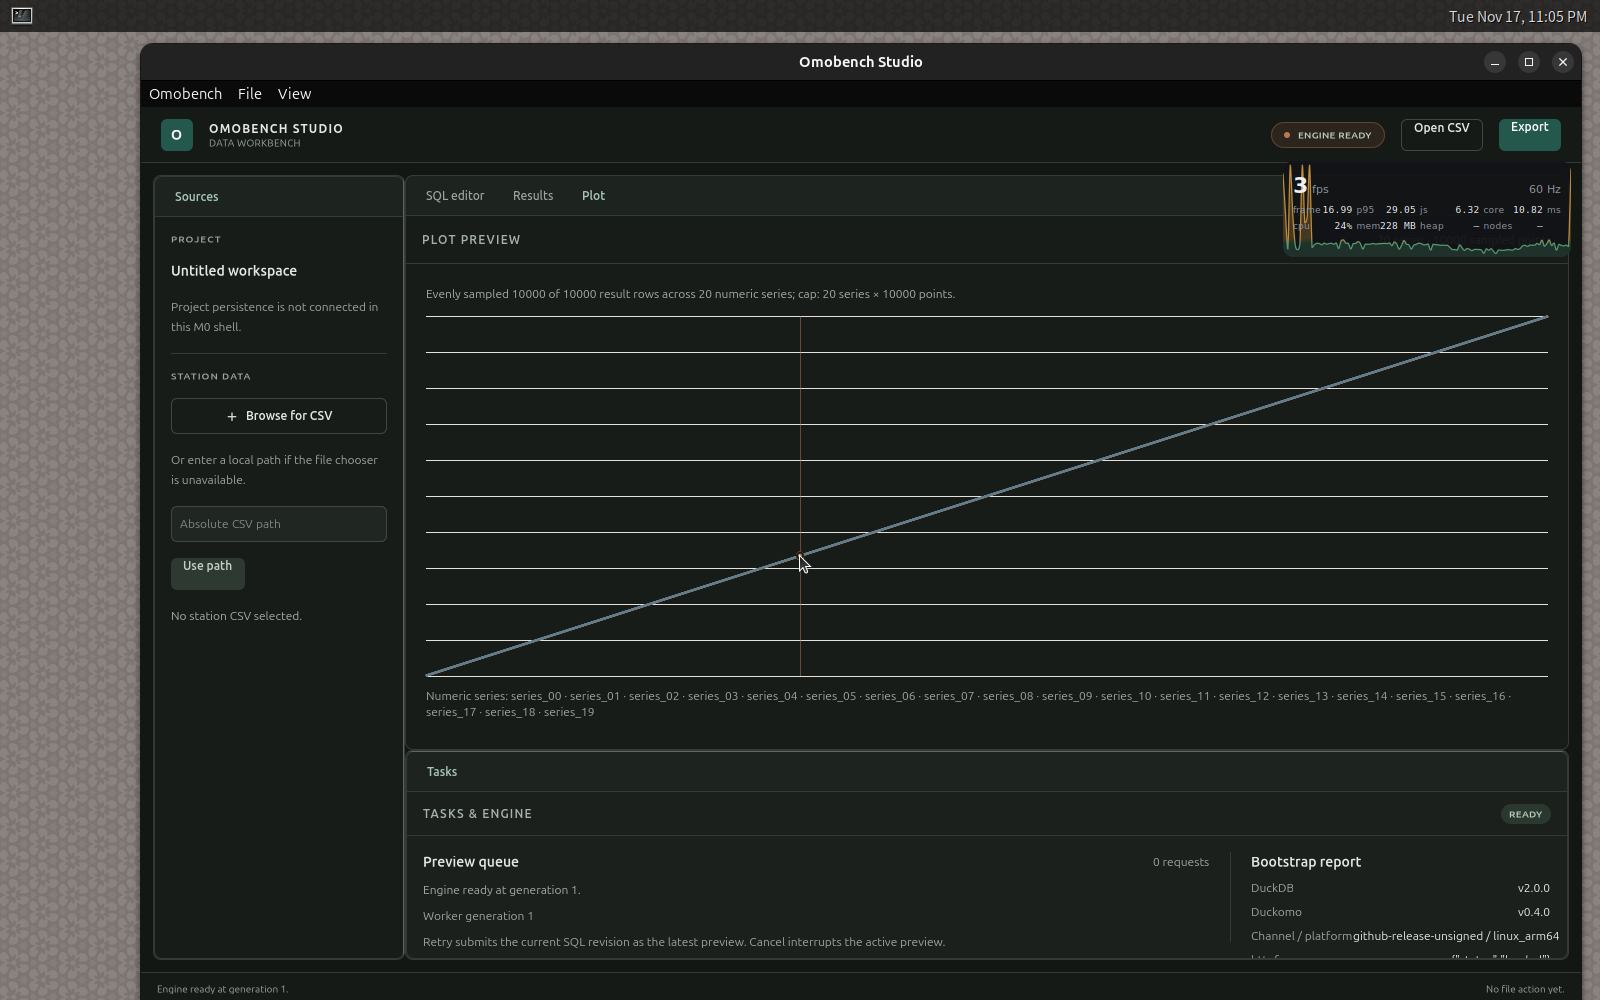 Tue Nov 17, 11:05 PM
Omobench Studio
Omobench File View
O
OMOBENCH STUDIO
DATA WORKBENCH
ENGINE READY
Open CSV
Export
Sources
PROJECT
Untitled workspace
Project persistence is not connected in
this M0 shell.
STATION DATA
+ Browse for CSV
Or enter a local path if the file chooser
is unavailable.
Absolute CSV path
Use path
No station CSV selected.
SQL editor Results Plot
3 fps 60 Hz
frame 16.99 p95 29.05 js 6.32 core 10.82 ms
cpu 24% mem 228 MB heap — nodes —
PLOT PREVIEW
Evenly sampled 10000 of 10000 result rows across 20 numeric series; cap: 20 series × 10000 points.
Numeric series: series_00 · series_01 · series_02 · series_03 · series_04 · series_05 · series_06 · series_07 · series_08 · series_09 · series_10 · series_11 · series_12 · series_13 · series_14 · series_15 · series_16 ·
series_17 · series_18 · series_19
Tasks
TASKS & ENGINE
READY
Preview queue
0 requests
Engine ready at generation 1.
Worker generation 1
Retry submits the current SQL revision as the latest preview. Cancel interrupts the active preview.
Bootstrap report
DuckDB v2.0.0
Duckomo v0.4.0
Channel / platform github-release-unsigned / linux_arm64
Engine ready at generation 1.
No file action yet.